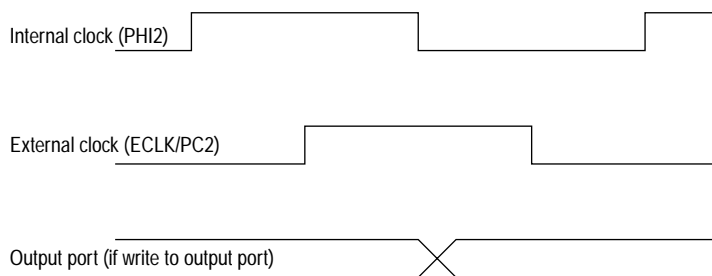 Internal clock (PHI2)
External clock (ECLK/PC2)
Output port (if write to output port)